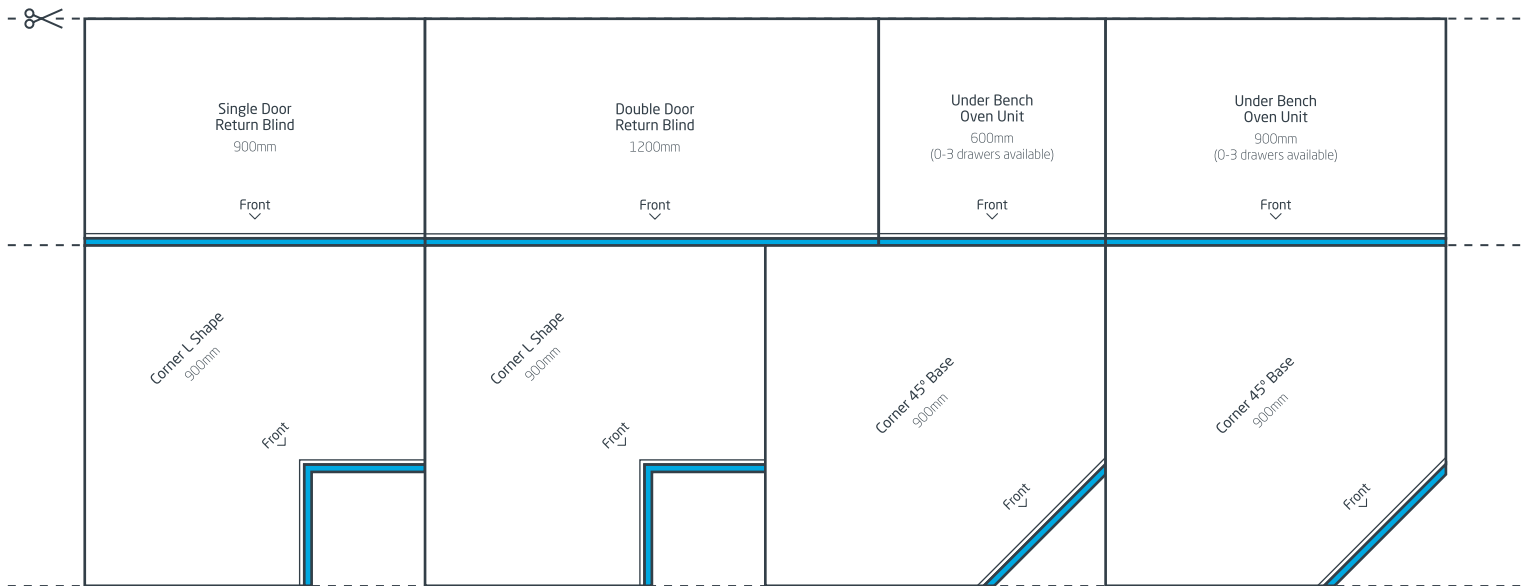 Single Door
Return Blind
900mm
Front
Double Door
Return Blind
1200mm
Front
Under Bench
Oven Unit
600mm
(0-3 drawers available)
Front
Under Bench
Oven Unit
900mm
(0-3 drawers available)
Front
Corner L Shape
900mm
Front
Corner L Shape
900mm
Front
Corner 45° Base
900mm
Front
Corner 45° Base
900mm
Front